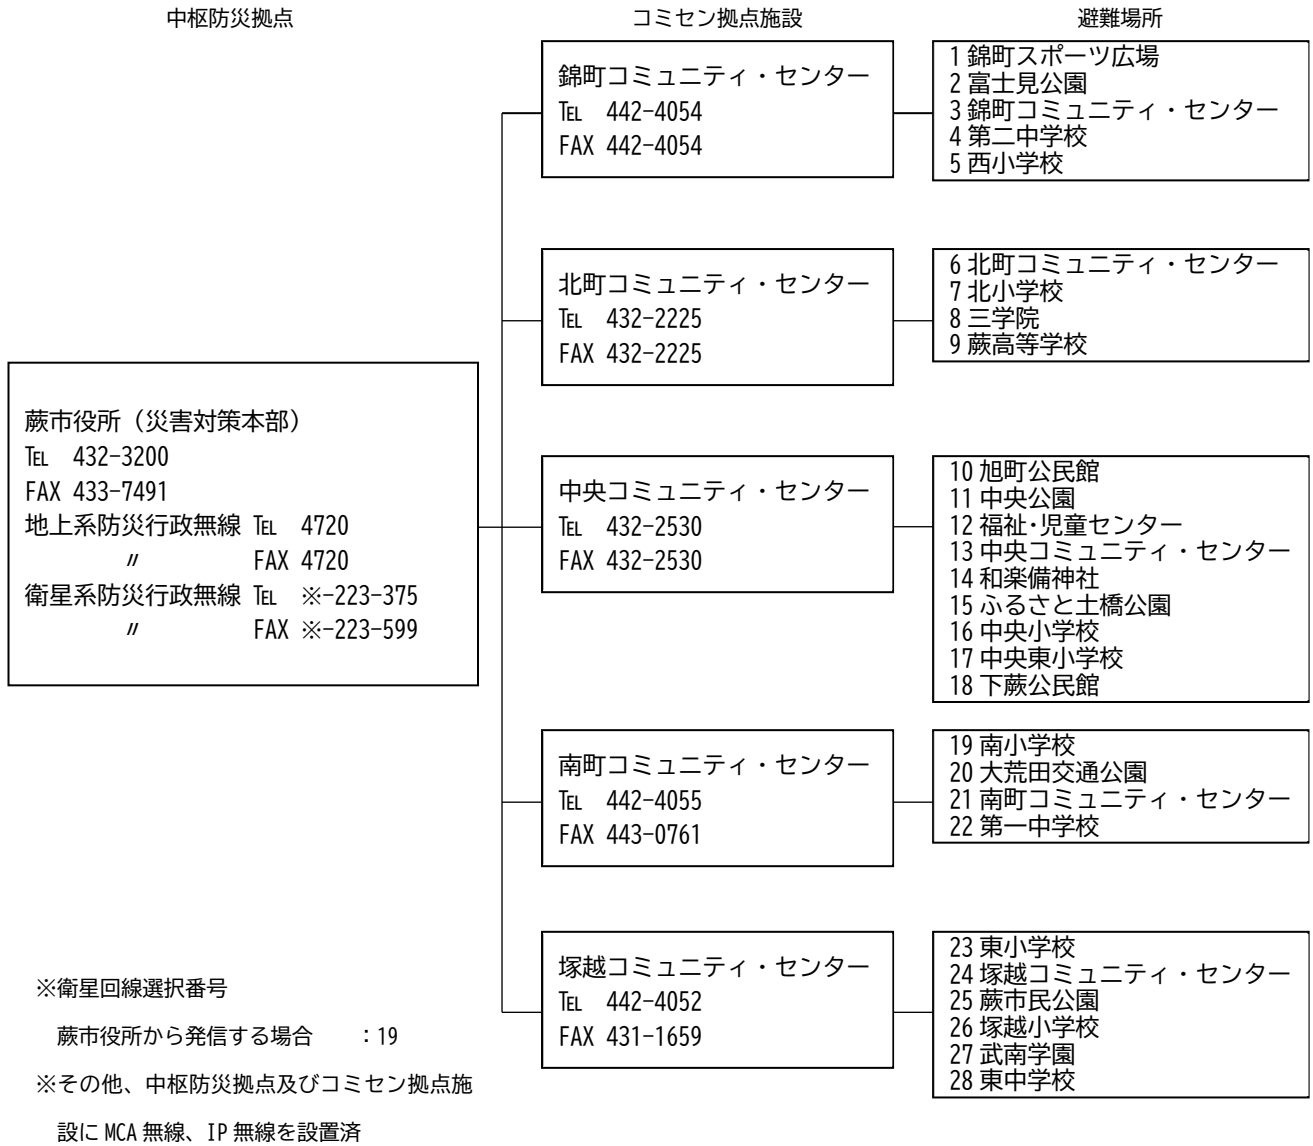 中枢防災拠点
コミセン拠点施設
避難場所
蕨市役所（災害対策本部）
℡ 432-3200
FAX 433-7491
地上系防災行政無線 ℡ 4720
〃 FAX 4720
衛星系防災行政無線 ℡ ※-223-375
〃 FAX ※-223-599
錦町コミュニティ・センター
℡ 442-4054
FAX 442-4054
1 錦町スポーツ広場
2 富士見公園
3 錦町コミュニティ・センター
4 第二中学校
5 西小学校
北町コミュニティ・センター
℡ 432-2225
FAX 432-2225
6 北町コミュニティ・センター
7 北小学校
8 三学院
9 蕨高等学校
中央コミュニティ・センター
℡ 432-2530
FAX 432-2530
10 旭町公民館
11 中央公園
12 福祉・児童センター
13 中央コミュニティ・センター
14 和楽備神社
15 ふるさと土橋公園
16 中央小学校
17 中央東小学校
18 下蕨公民館
南町コミュニティ・センター
℡ 442-4055
FAX 443-0761
19 南小学校
20 大荒田交通公園
21 南町コミュニティ・センター
22 第一中学校
塚越コミュニティ・センター
℡ 442-4052
FAX 431-1659
23 東小学校
24 塚越コミュニティ・センター
25 蕨市民公園
26 塚越小学校
27 武南学園
28 東中学校
※衛星回線選択番号
蕨市役所から発信する場合 ：19
※その他、中枢防災拠点及びコミセン拠点施
設に MCA 無線、IP 無線を設置済